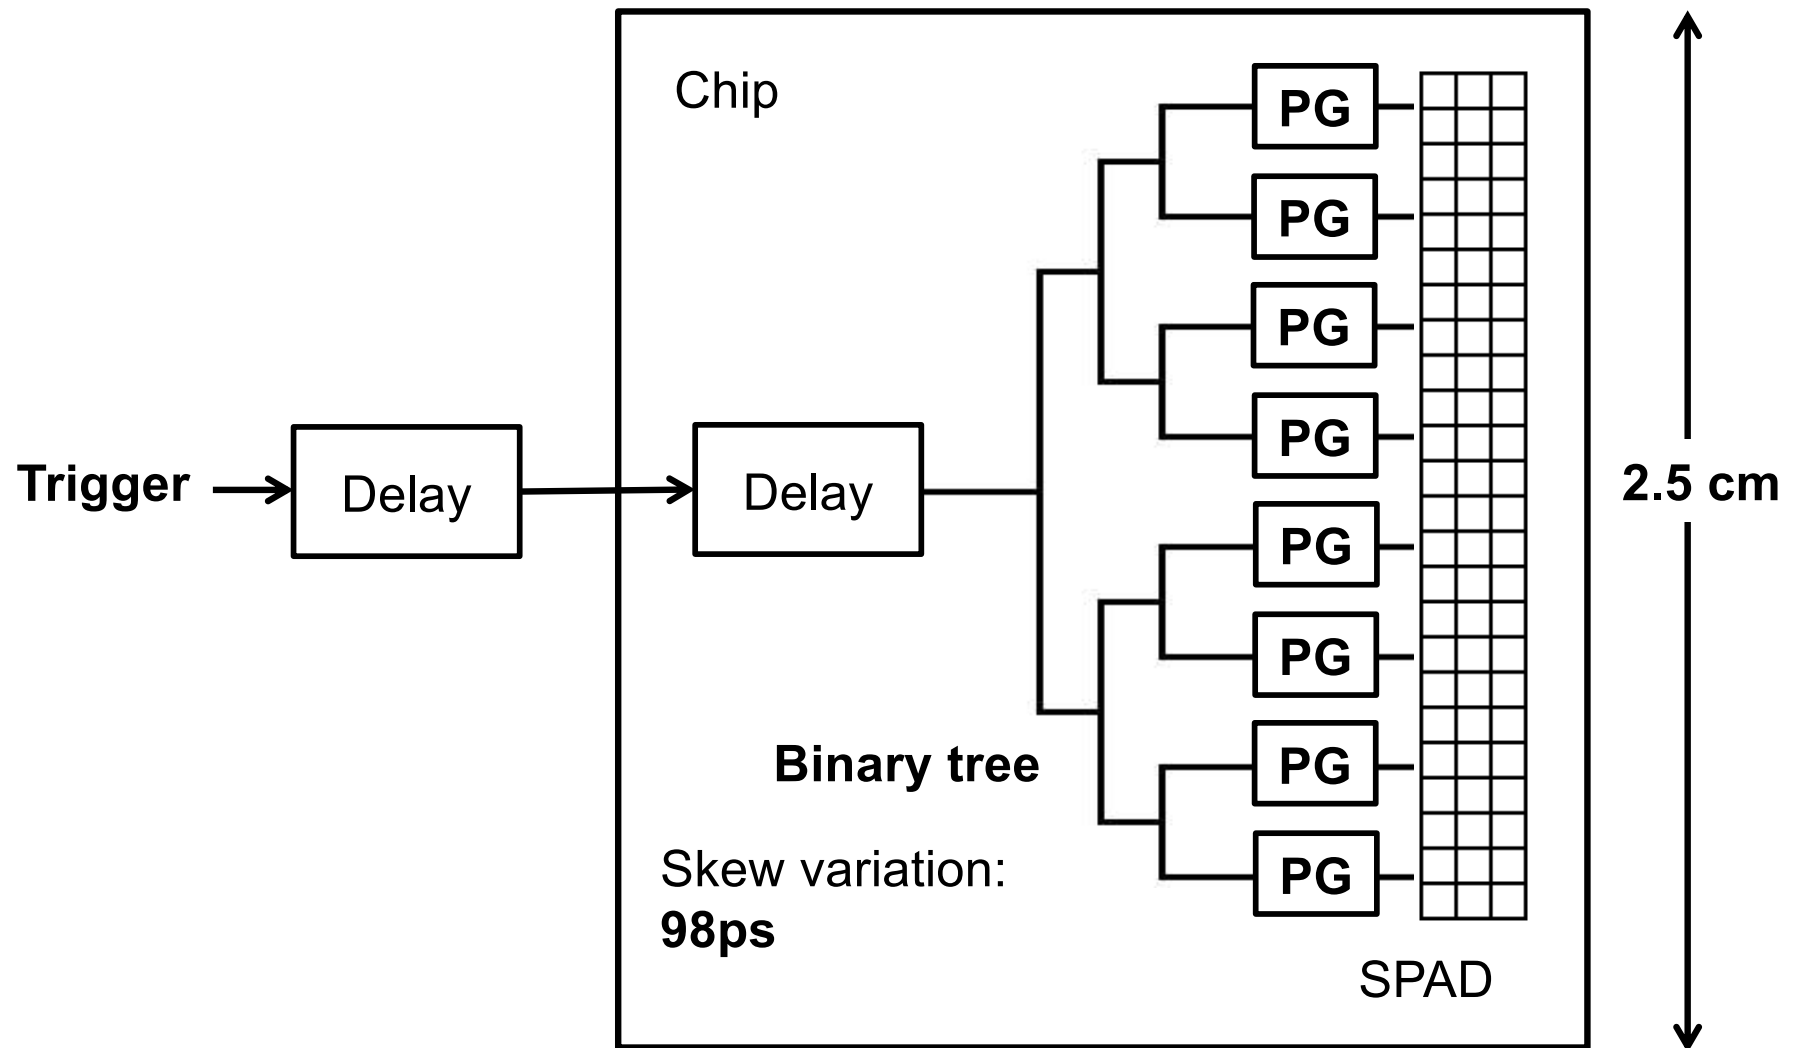 Chip
PG
PG
PG
PG
Trigger
Delay
Delay
2.5 cm
PG
PG
Binary tree
PG
Skew variation:
98ps
PG
SPAD